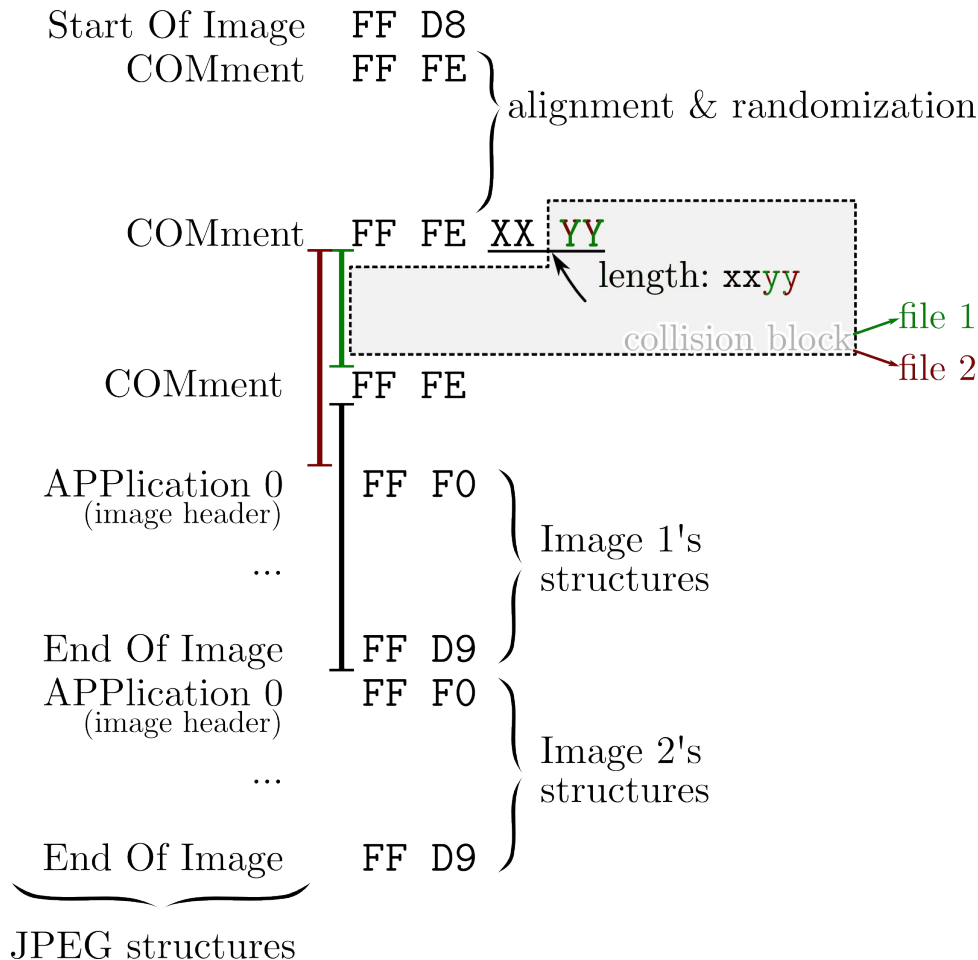 Start Of Image FF D8
COMment FF FE
alignment & randomization
COMment FF FE XX YY
length: xxyy
file 1
collision block
file 2
COMment FF FE
APPlication 0 FF F0
(image header)
Image 1's
...
structures
End Of Image FF D9
APPlication 0 FF F0
(image header)
Image 2's
...
structures
End Of Image FF D9
JPEG structures